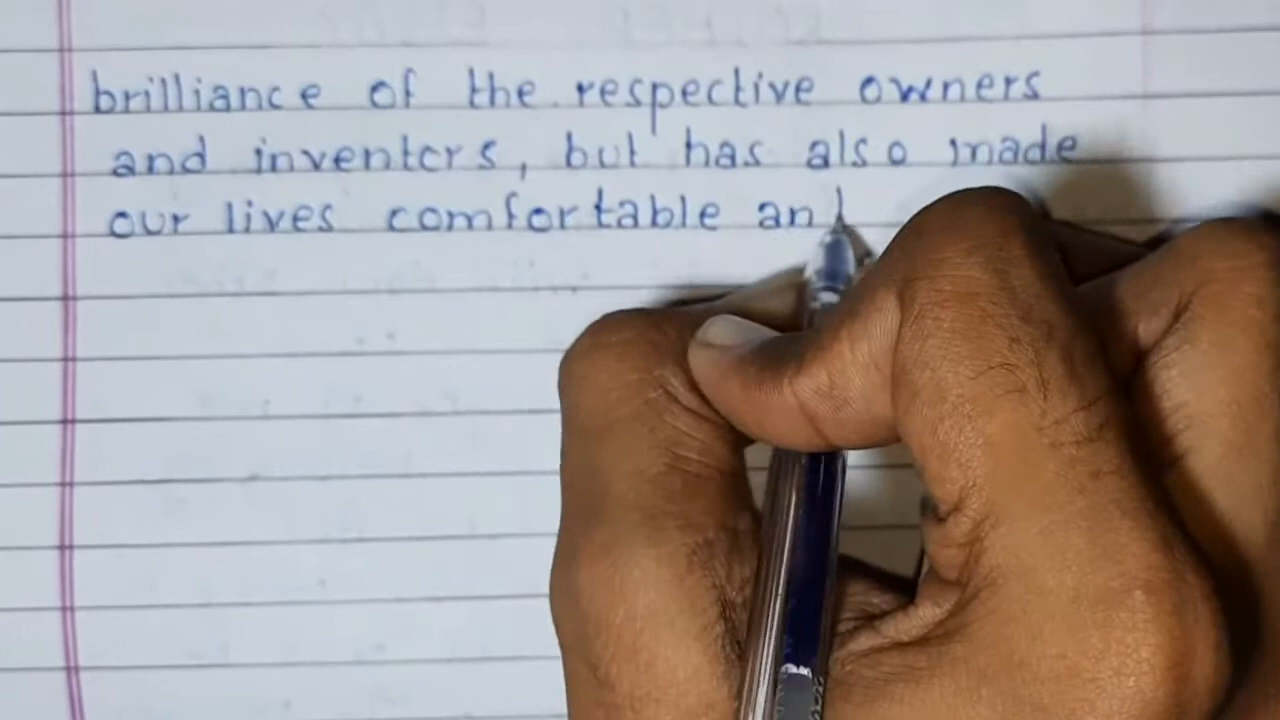 brilliance of the respective owners
and inventors, but has also made
our lives comfortable an